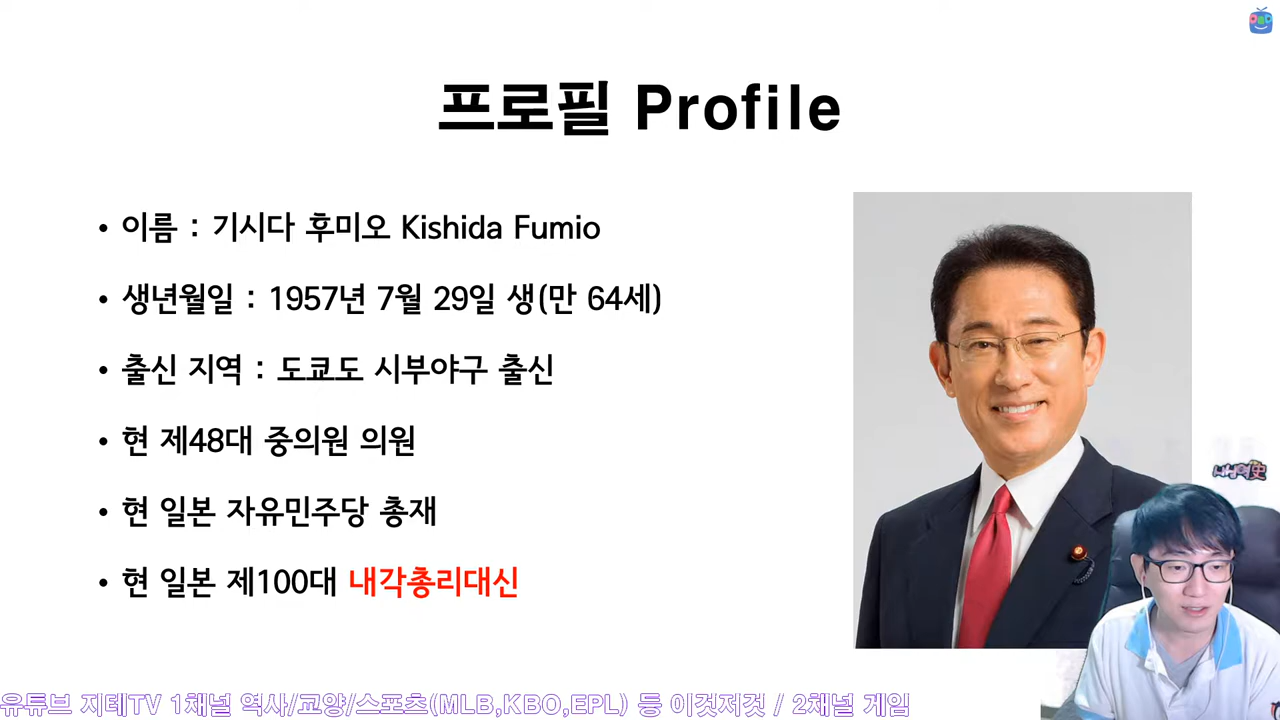 프로필 Profile
• 이름 : 기시다 후미오 Kishida Fumio
• 생년월일 : 1957년 7월 29일 생(만 64세)
• 출신 지역 : 도쿄도 시부야구 출신
• 현 제48대 중의원 의원
• 현 일본 자유민주당 총재
• 현 일본 제100대 내각총리대신
유튜브 지테TV 1채널 역사/교양/스포츠(MLB,KBO,EPL) 등 이것저것 / 2채널 게임